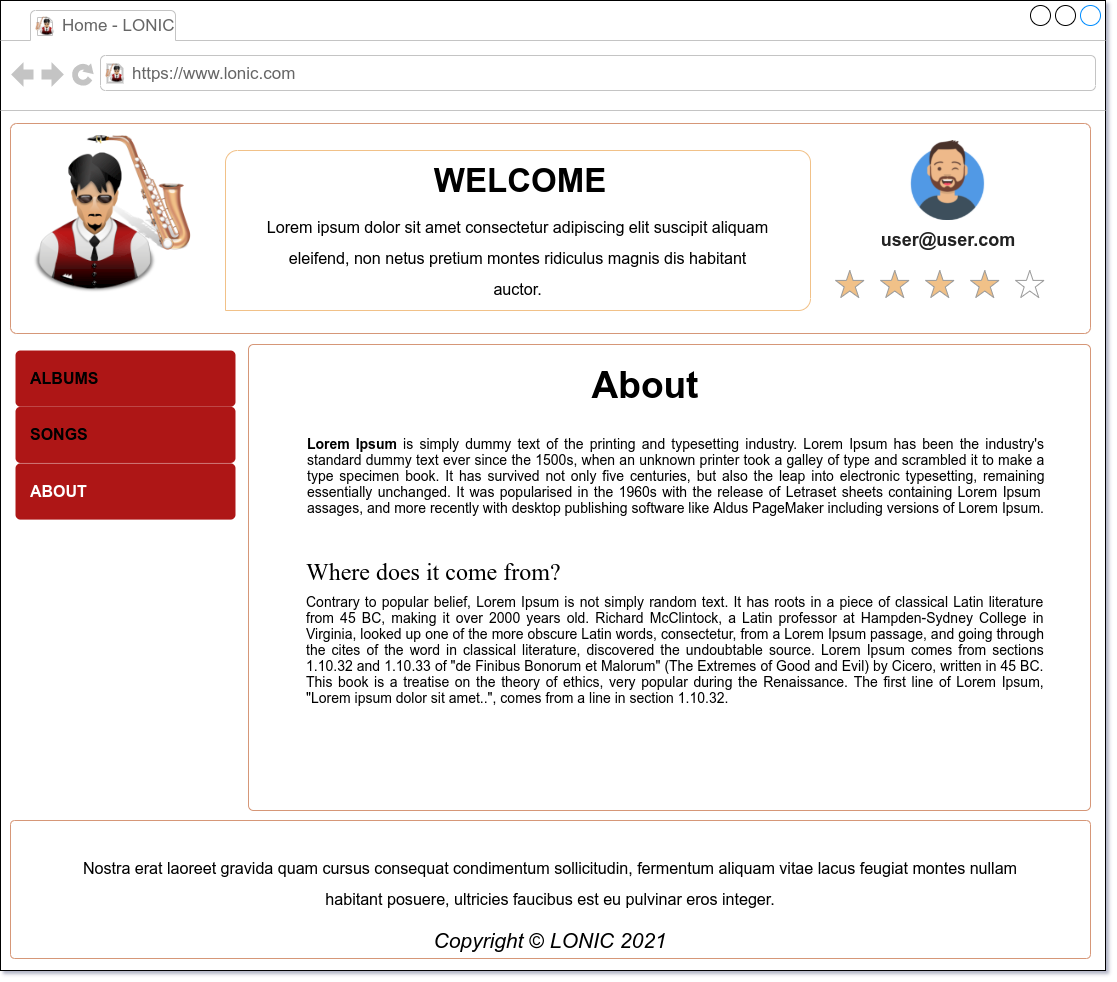 Home - LONIC
https://www.lonic.com
WELCOME
Lorem ipsum dolor sit amet consectetur adipiscing elit suscipit aliquam
eleifend, non netus pretium montes ridiculus magnis dis habitant
auctor.
user@user.com
ALBUMS
SONGS
ABOUT
About
Lorem Ipsum is simply dummy text of the printing and typesetting industry. Lorem Ipsum has been the industry's
standard dummy text ever since the 1500s, when an unknown printer took a galley of type and scrambled it to make a
type specimen book. It has survived not only five centuries, but also the leap into electronic typesetting, remaining
essentially unchanged. It was popularised in the 1960s with the release of Letraset sheets containing Lorem Ipsum
assages, and more recently with desktop publishing software like Aldus PageMaker including versions of Lorem Ipsum.
Where does it come from?
Contrary to popular belief, Lorem Ipsum is not simply random text. It has roots in a piece of classical Latin literature
from 45 BC, making it over 2000 years old. Richard McClintock, a Latin professor at Hampden-Sydney College in
Virginia, looked up one of the more obscure Latin words, consectetur, from a Lorem Ipsum passage, and going through
the cites of the word in classical literature, discovered the undoubtable source. Lorem Ipsum comes from sections
1.10.32 and 1.10.33 of "de Finibus Bonorum et Malorum" (The Extremes of Good and Evil) by Cicero, written in 45 BC.
This book is a treatise on the theory of ethics, very popular during the Renaissance. The first line of Lorem Ipsum,
"Lorem ipsum dolor sit amet..", comes from a line in section 1.10.32.
Nostra erat laoreet gravida quam cursus consequat condimentum sollicitudin, fermentum aliquam vitae lacus feugiat montes nullam
habitant posuere, ultricies faucibus est eu pulvinar eros integer.
Copyright © LONIC 2021